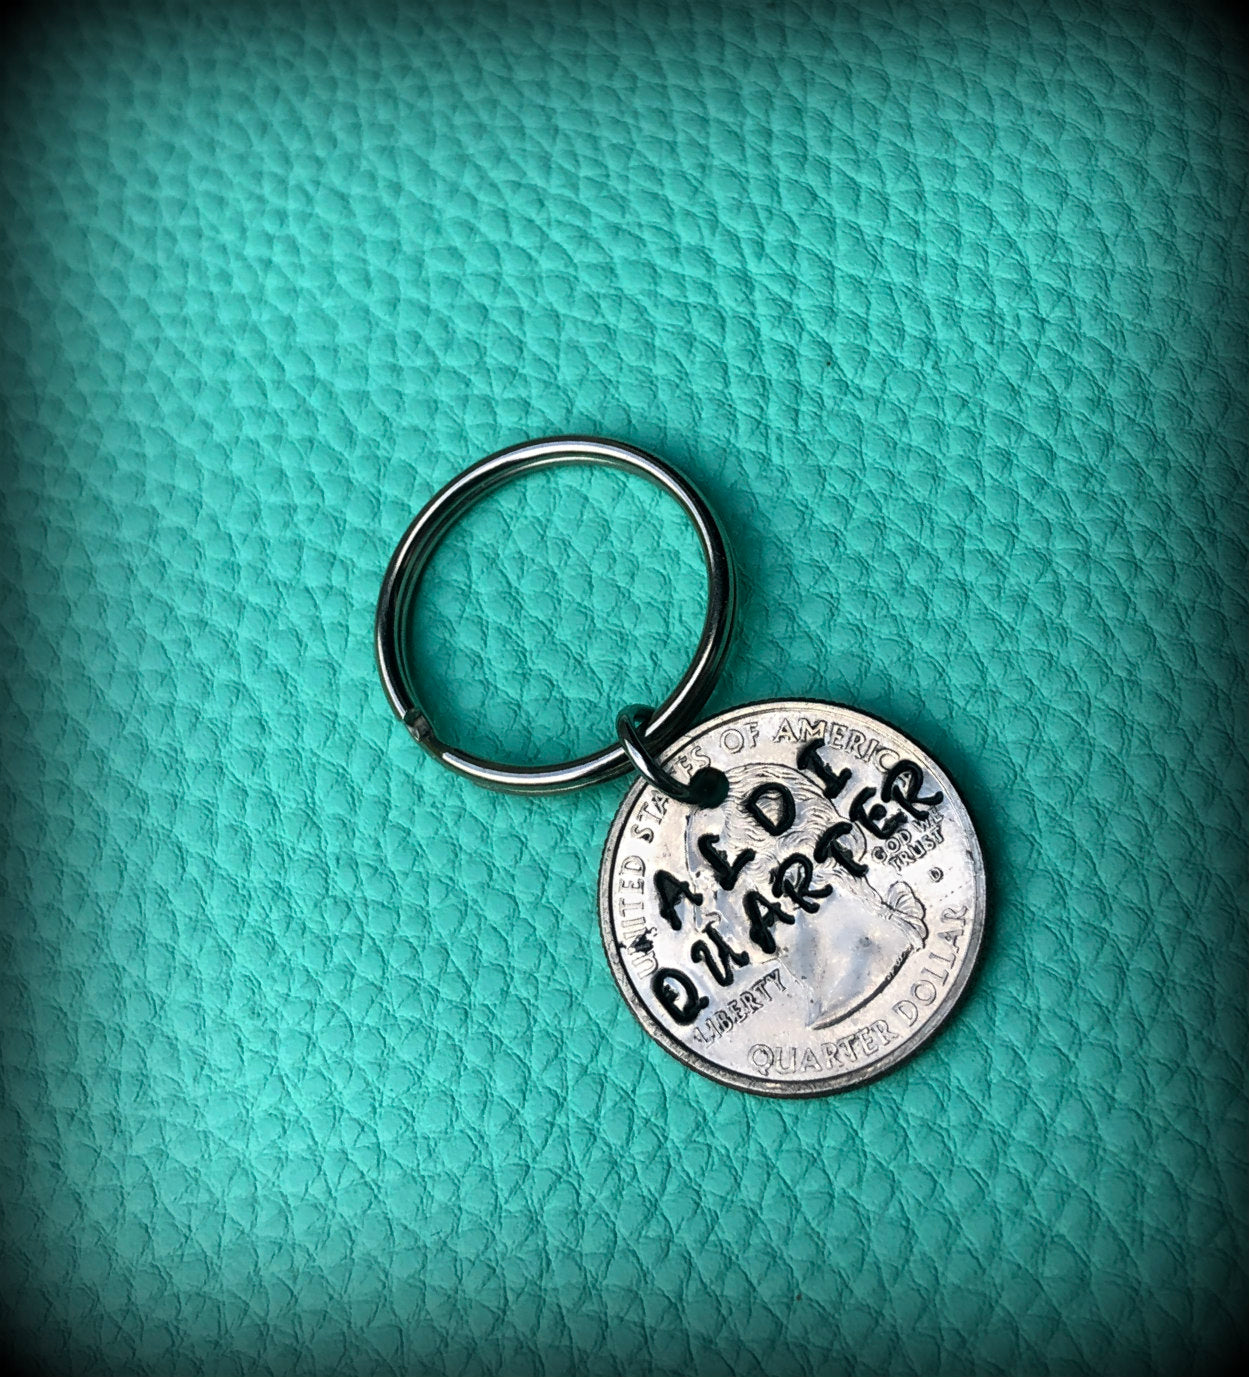 UNITED STATES OF AMERICA
ALDI
QUARTER
GOD WE
TRUST
D
LIBERTY
QUARTER DOLLAR